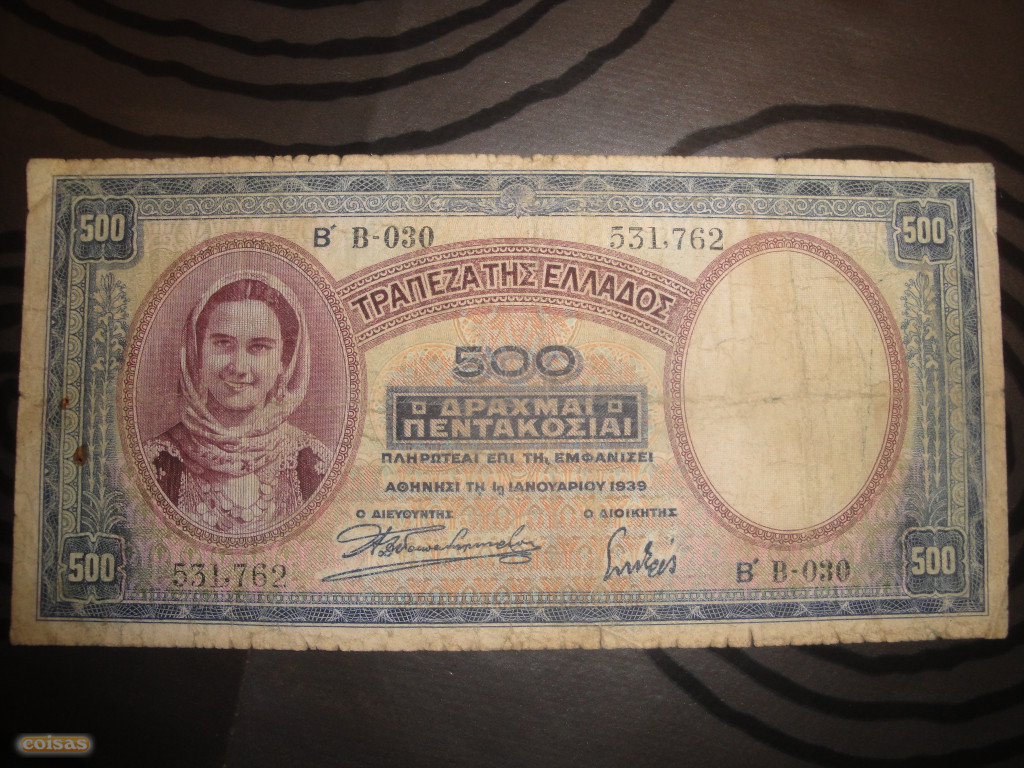 500 500
Β΄ Β-030 531,762
ΤΡΑΠΕΖΑ ΤΗΣ ΕΛΛΑΔΟΣ
500
ΔΡΑΧΜΑΙ
ΠΕΝΤΑΚΟΣΙΑΙ
ΠΛΗΡΩΤΕΑΙ ΕΠΙ ΤΗι ΕΜΦΑΝΙΣΕΙ
ΑΘΗΝΗΣΙ ΤΗ 1η ΙΑΝΟΥΑΡΙΟΥ 1939
Ο ΔΙΕΥΘΥΝΤΗΣ Ο ΔΙΟΙΚΗΤΗΣ
531,762 Β΄ Β-030
500 500
coisas